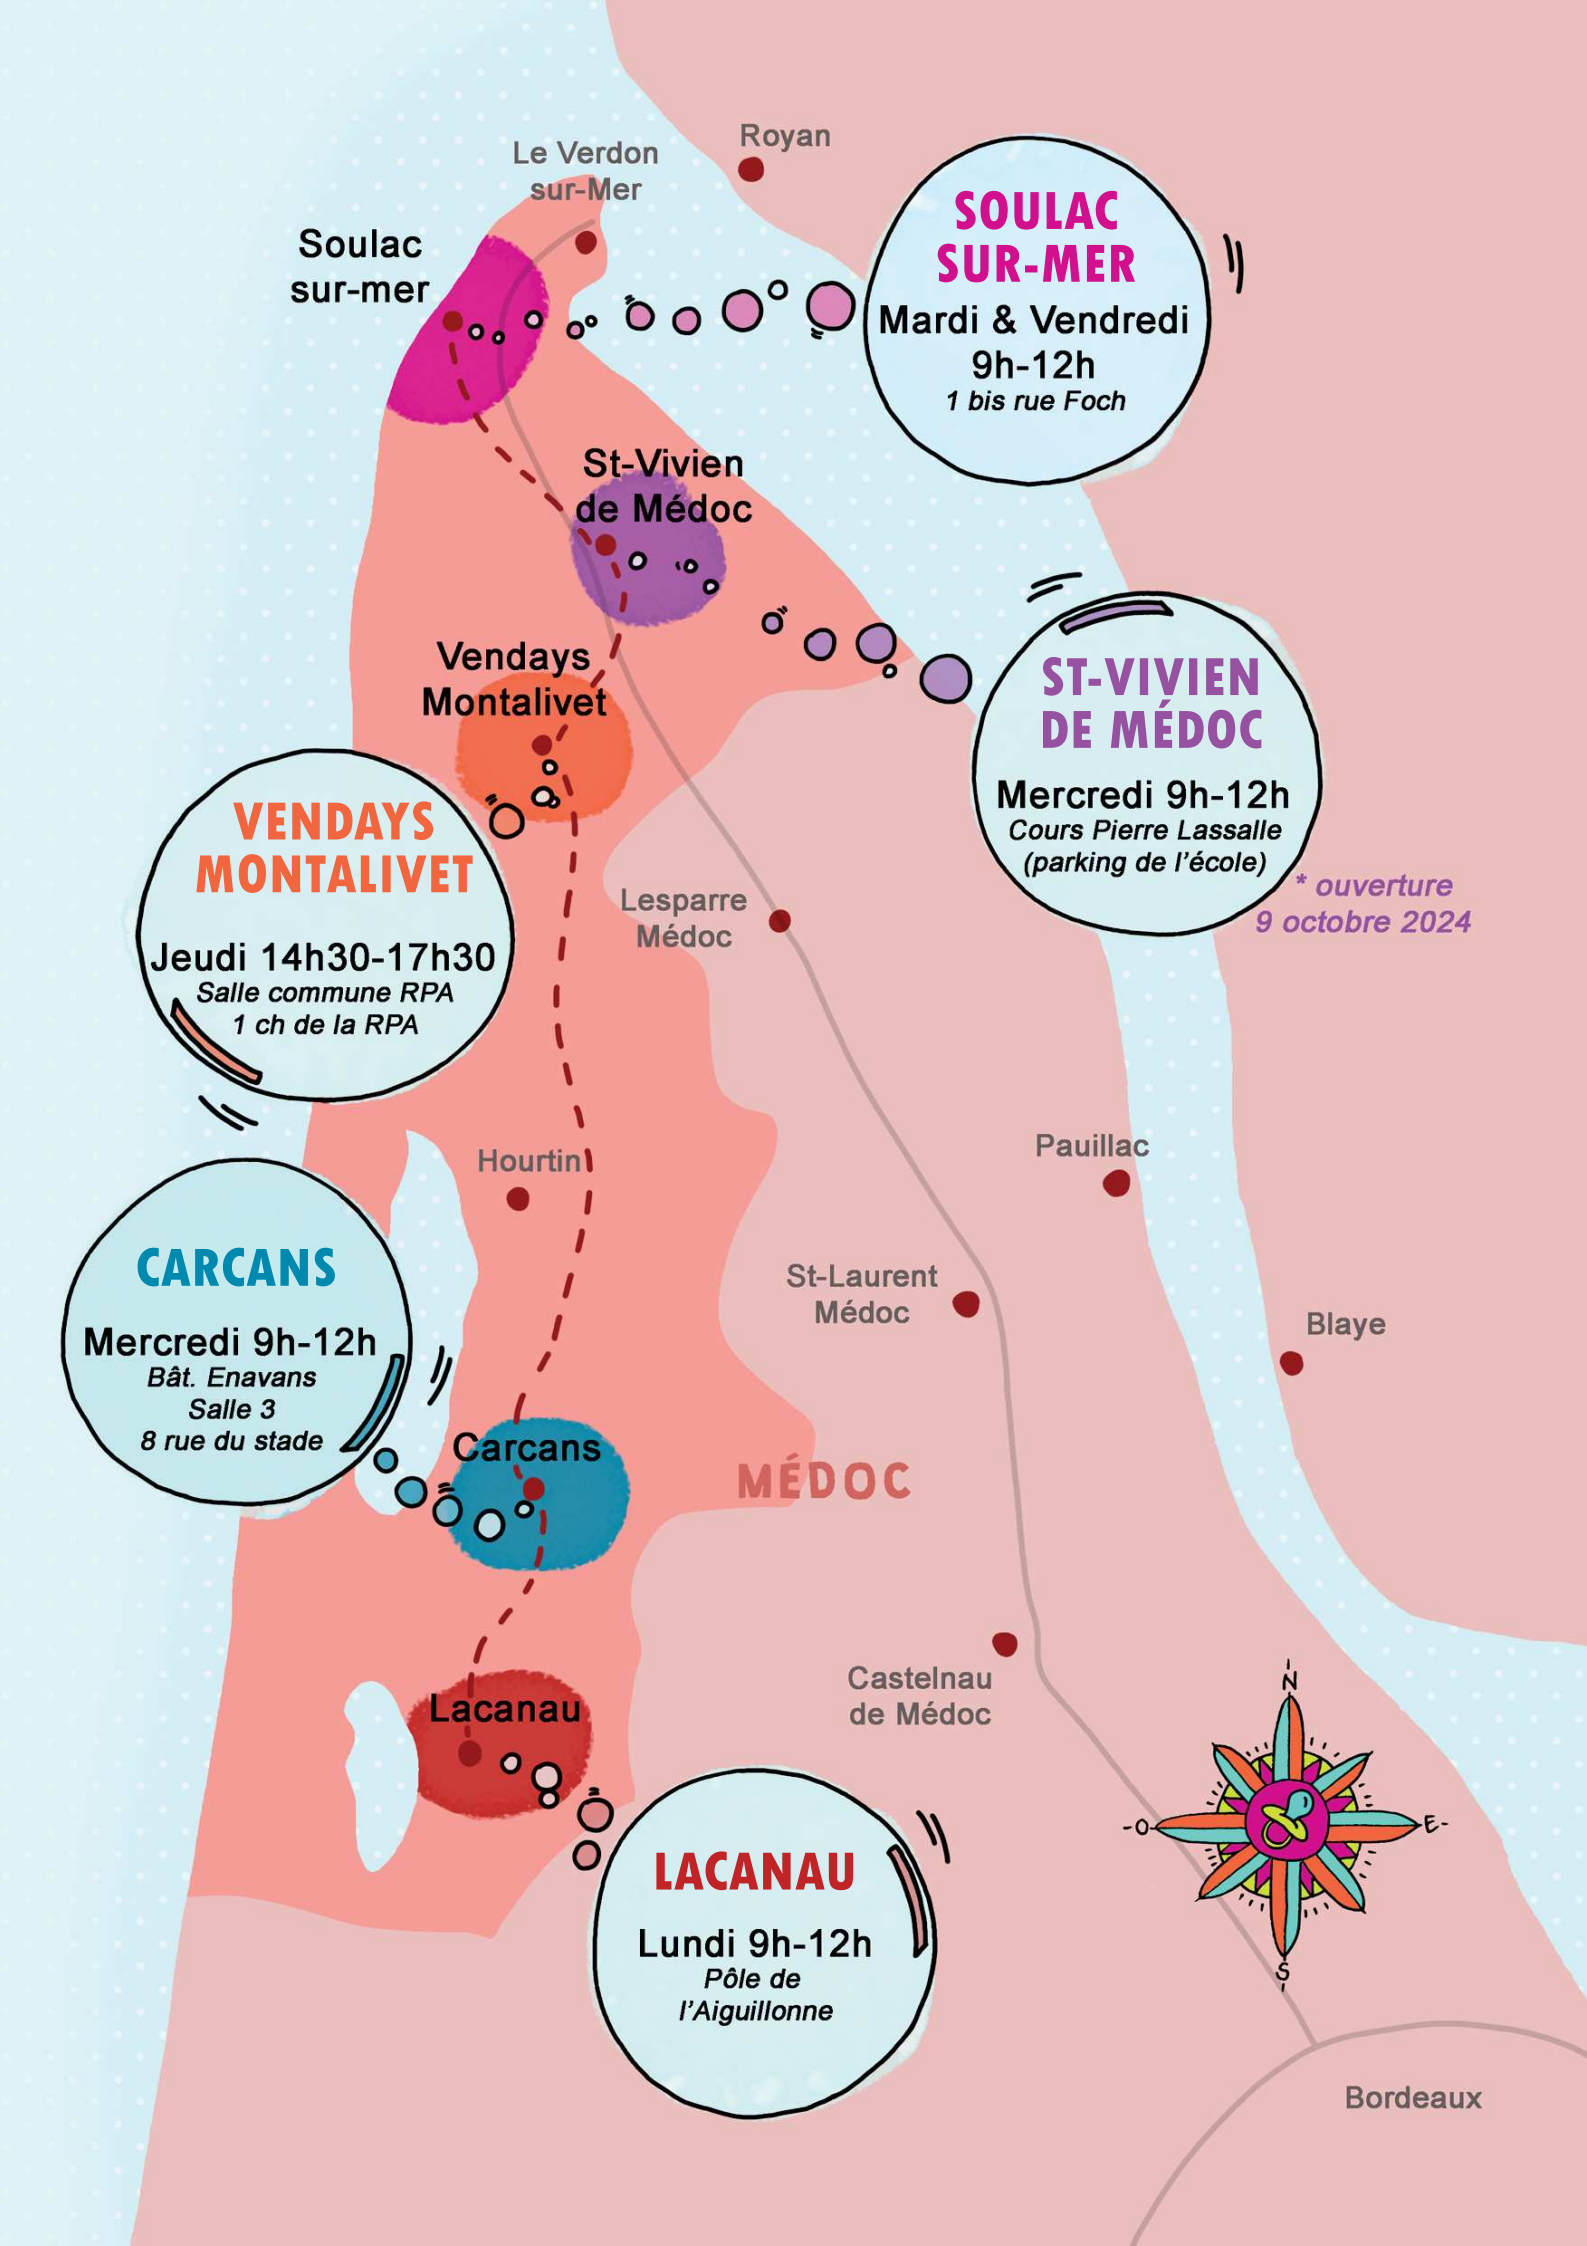 Royan
Le Verdon
sur-Mer
Soulac
sur-mer
SOULAC
SUR-MER
Mardi & Vendredi
9h-12h
1 bis rue Foch
St-Vivien
de Médoc
ST-VIVIEN
DE MÉDOC
Mercredi 9h-12h
Cours Pierre Lassalle
(parking de l'école)
* ouverture
9 octobre 2024
Vendays
Montalivet
VENDAYS
MONTALIVET
Jeudi 14h30-17h30
Salle commune RPA
1 ch de la RPA
Lesparre
Médoc
Hourtin
Pauillac
CARCANS
Mercredi 9h-12h
Bât. Enavans
Salle 3
8 rue du stade
St-Laurent
Médoc
Blaye
Carcans
MÉDOC
Castelnau
de Médoc
Lacanau
LACANAU
Lundi 9h-12h
Pôle de
l'Aiguillonne
N
-O-
-E-
S
Bordeaux